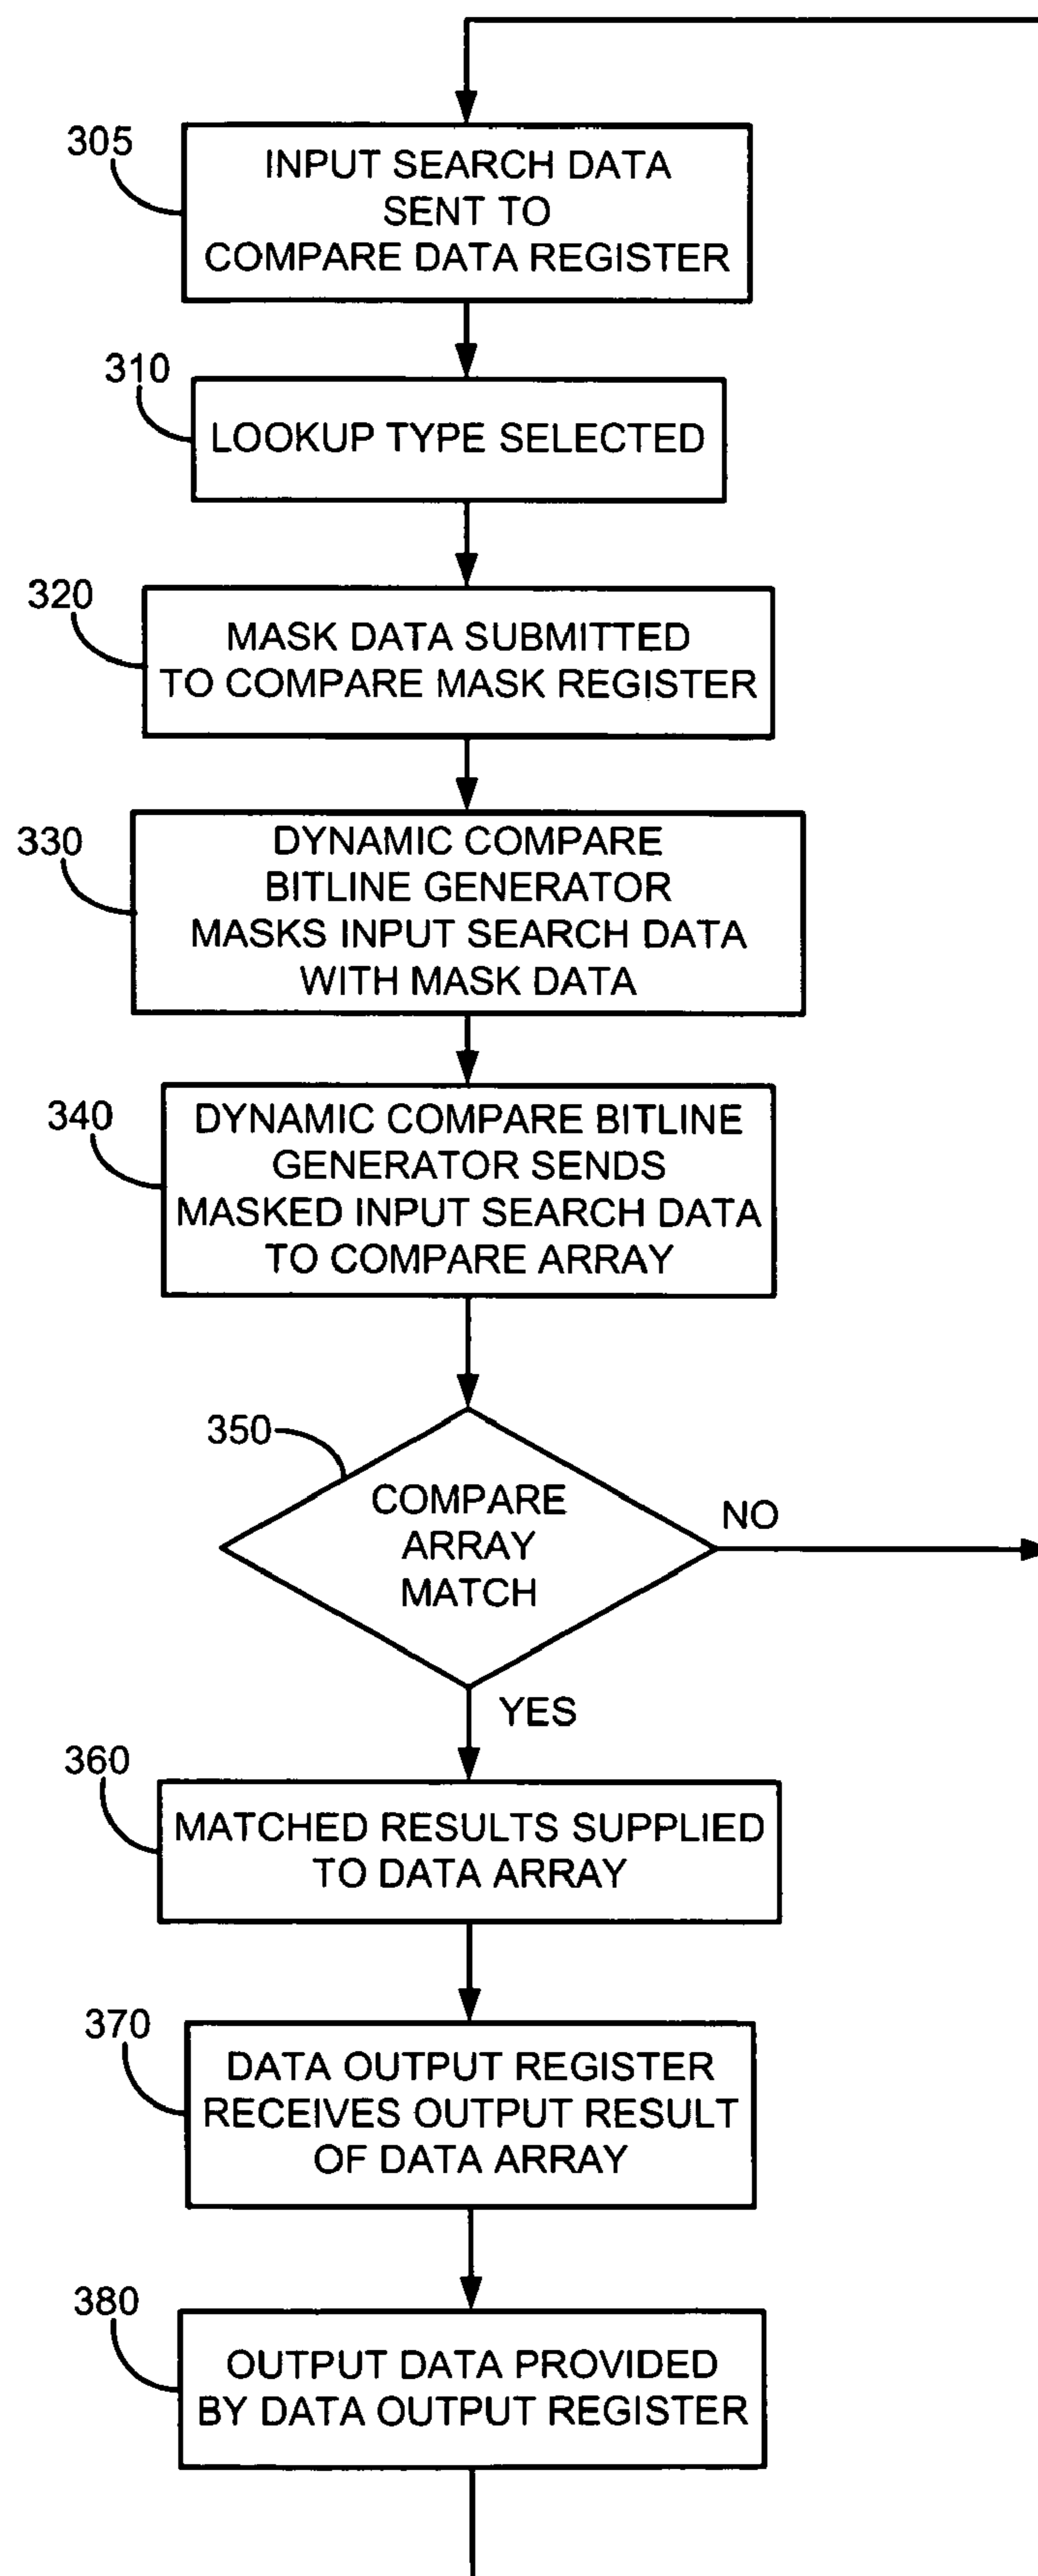 305
INPUT SEARCH DATA
SENT TO
COMPARE DATA REGISTER
310
LOOKUP TYPE SELECTED
320
MASK DATA SUBMITTED
TO COMPARE MASK REGISTER
330
DYNAMIC COMPARE
BITLINE GENERATOR
MASKS INPUT SEARCH DATA
WITH MASK DATA
340
DYNAMIC COMPARE BITLINE
GENERATOR SENDS
MASKED INPUT SEARCH DATA
TO COMPARE ARRAY
350
COMPARE
ARRAY
MATCH
NO
YES
360
MATCHED RESULTS SUPPLIED
TO DATA ARRAY
370
DATA OUTPUT REGISTER
RECEIVES OUTPUT RESULT
OF DATA ARRAY
380
OUTPUT DATA PROVIDED
BY DATA OUTPUT REGISTER